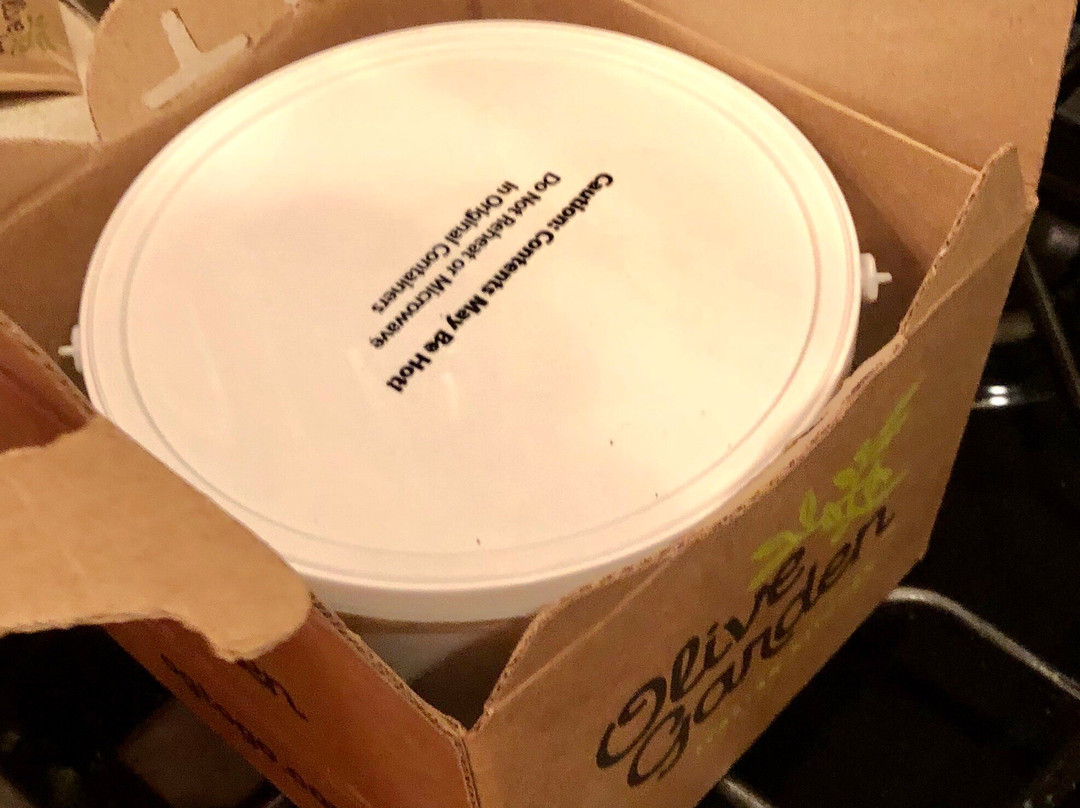 Caution: Contents May Be Hot!
Do Not Reheat or Microwave
In Original Containers
Olive
Garden